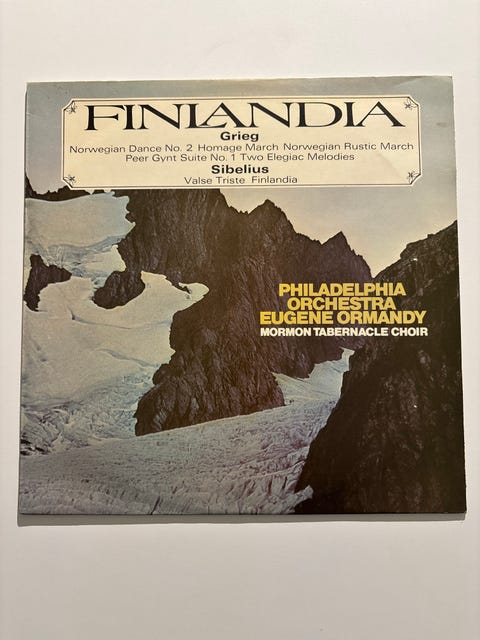 FINLANDIA
Grieg
Norwegian Dance No. 2 Homage March Norwegian Rustic March
Peer Gynt Suite No. 1 Two Elegiac Melodies
Sibelius
Valse Triste Finlandia
PHILADELPHIA
ORCHESTRA
EUGENE ORMANDY
MORMON TABERNACLE CHOIR